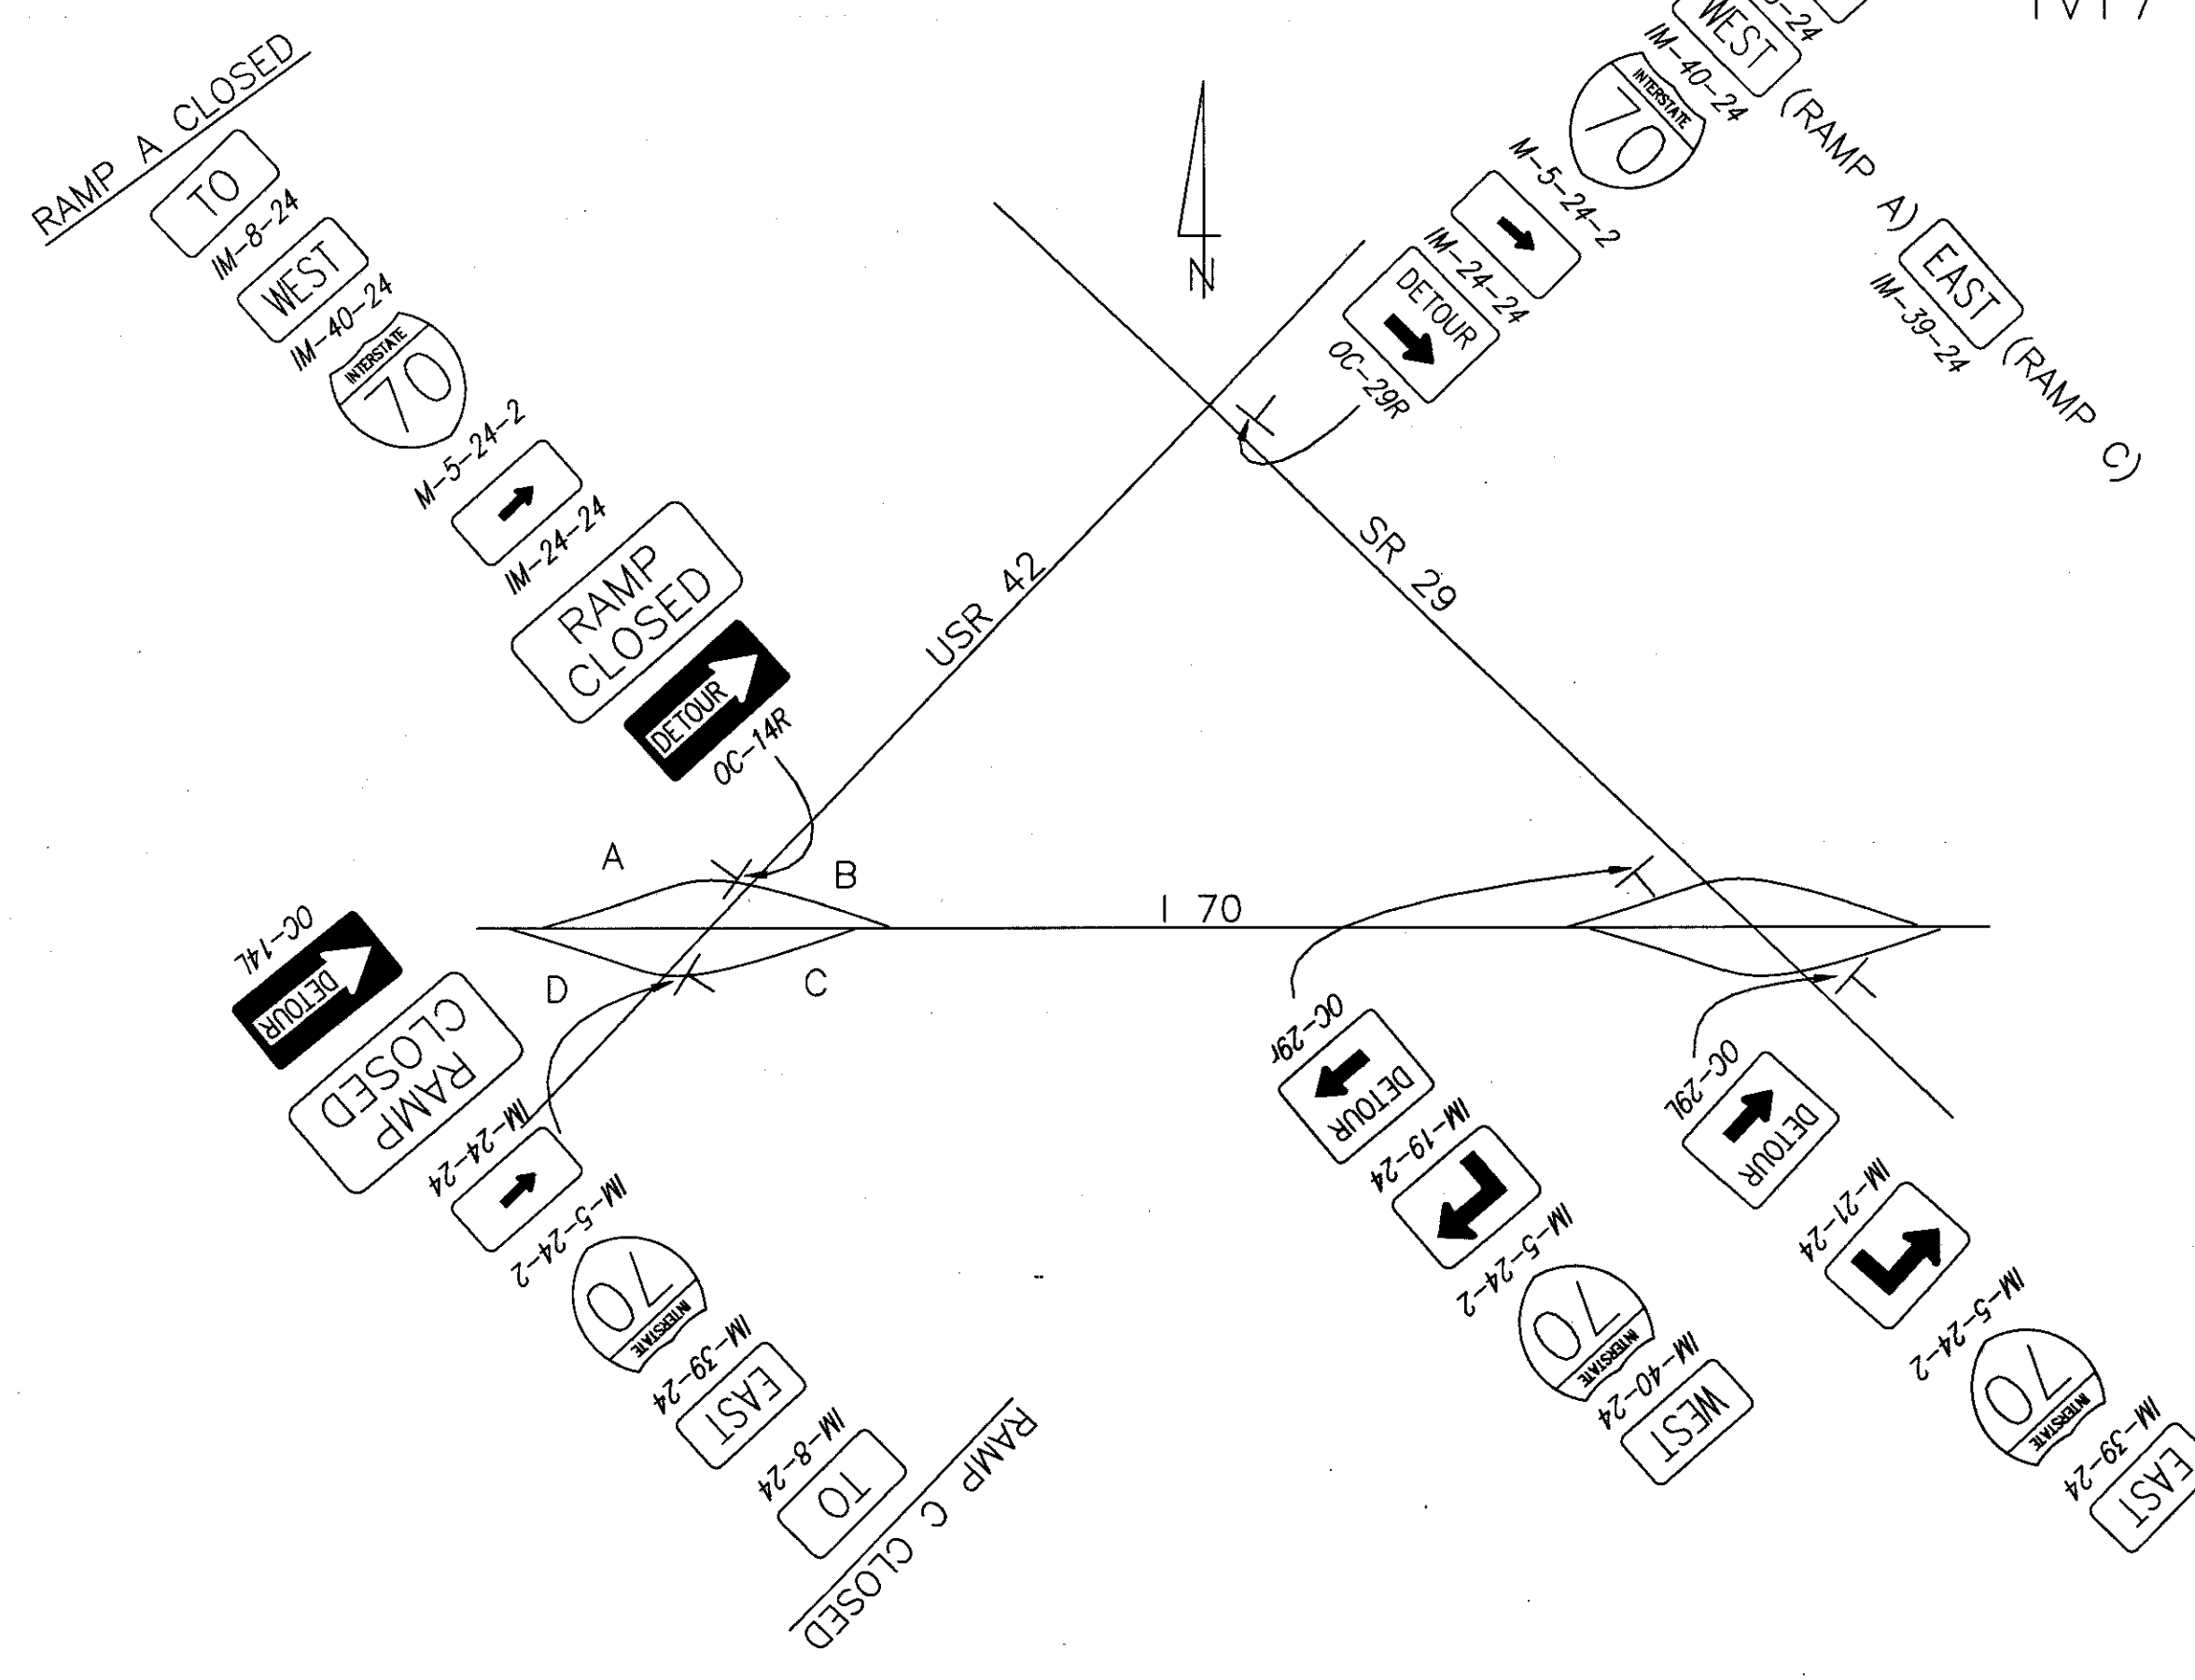 RAMP A CLOSED
TO
IM-8-24
WEST
IM-40-24
INTERSTATE
70
M-5-24-2
IM-24-24
RAMP
CLOSED
DETOUR
OC-14R
N
WEST
IM-40-24
(RAMP A)
EAST
IM-39-24
(RAMP C)
INTERSTATE
70
M-5-24-2
IM-24-24
DETOUR
OC-29R
USR 42
SR 29
A
B
I 70
D
C
OC-14L
DETOUR
RAMP
CLOSED
IM-24-24
IM-5-24-2
INTERSTATE
70
IM-39-24
EAST
IM-8-24
TO
RAMP C CLOSED
OC-29r
DETOUR
IM-19-24
IM-5-24-2
INTERSTATE
70
IM-40-24
WEST
OC-29L
DETOUR
IM-21-24
IM-5-24-2
INTERSTATE
70
IM-39-24
EAST